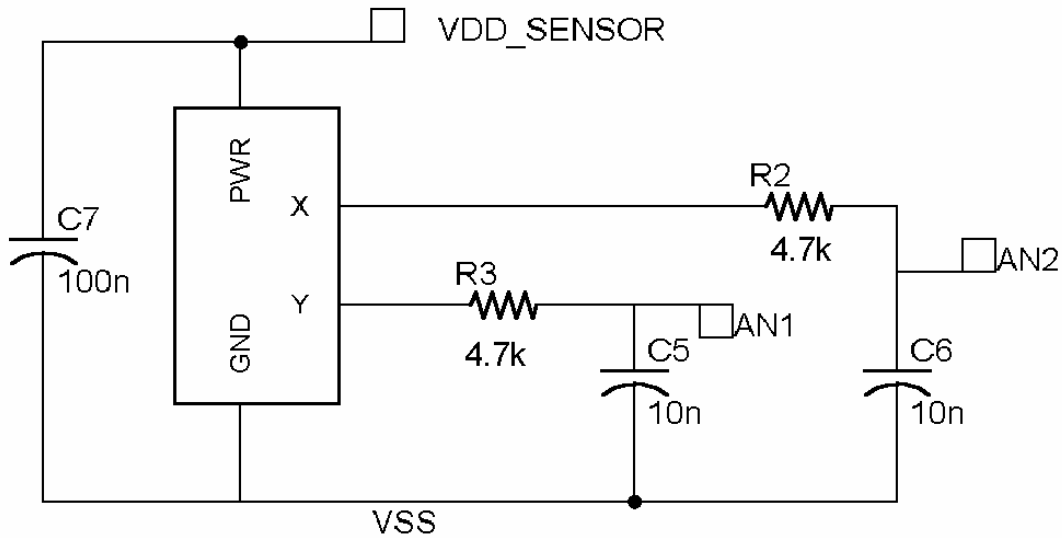 VDD_SENSOR
PWR
X
R2
C7
4.7k
AN2
100n
R3
Y
AN1
GND
4.7k
C5
C6
10n
10n
VSS